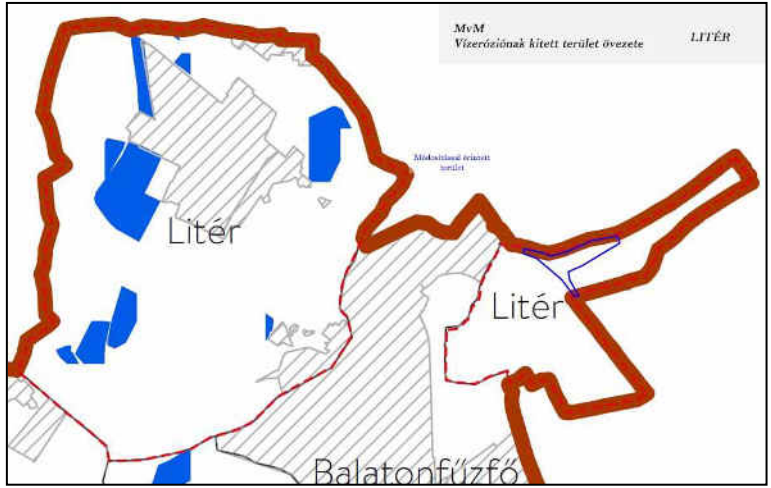 MvM
Vízeróziónak kitett terület övezete
LITÉR
Módosítással érintett
terület
Litér
Litér
Balatonfűzfő